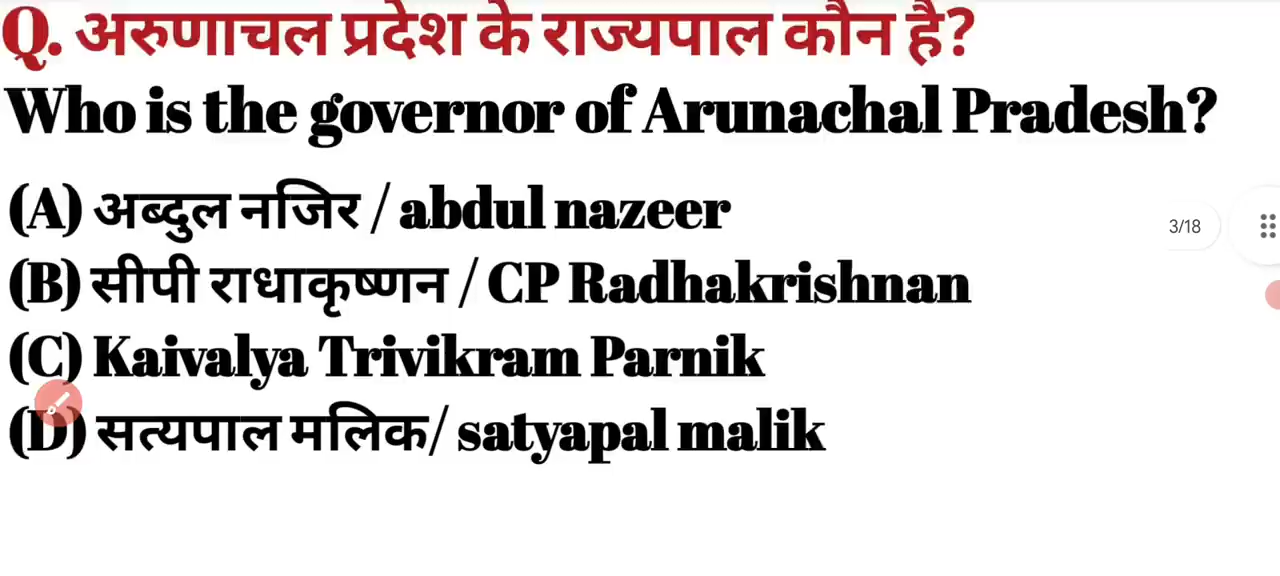 Q. अरुणाचल प्रदेश के राज्यपाल कौन है?
Who is the governor of Arunachal Pradesh?
(A) अब्दुल नजिर / abdul nazeer
3/18
(B) सीपी राधाकृष्णन / CP Radhakrishnan
(C) Kaivalya Trivikram Parnik
(D) सत्यपाल मलिक/ satyapal malik